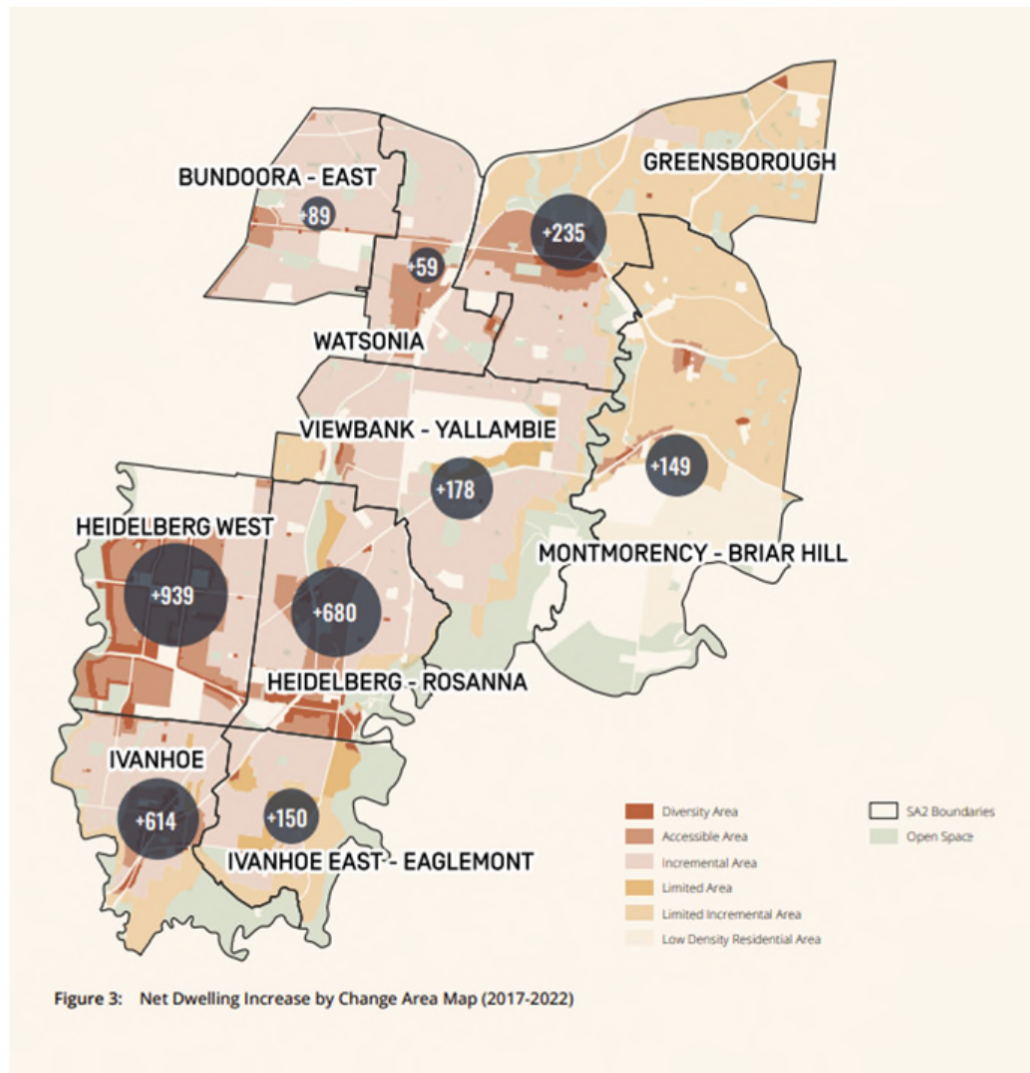 GREENSBOROUGH
BUNDOORA - EAST
+89
+235
+59
WATSONIA
VIEWBANK - YALLAMBIE
+149
+178
HEIDELBERG WEST
MONTMORENCY - BRIAR HILL
+939
+680
HEIDELBERG - ROSANNA
IVANHOE
+614
+150
IVANHOE EAST - EAGLEMONT
Diversity Area
Accessible Area
Incremental Area
Limited Area
Limited Incremental Area
Low Density Residential Area
SA2 Boundaries
Open Space
Figure 3: Net Dwelling Increase by Change Area Map (2017-2022)